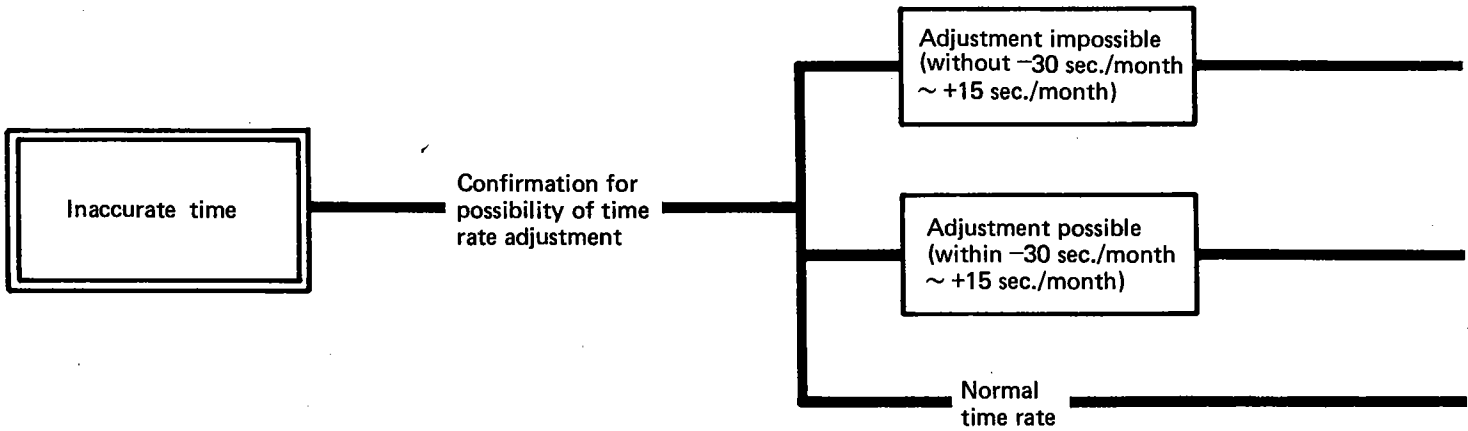 Inaccurate time
Confirmation for
possibility of time
rate adjustment
Adjustment impossible
(without −30 sec./month
~ +15 sec./month)
Adjustment possible
(within −30 sec./month
~ +15 sec./month)
Normal
time rate